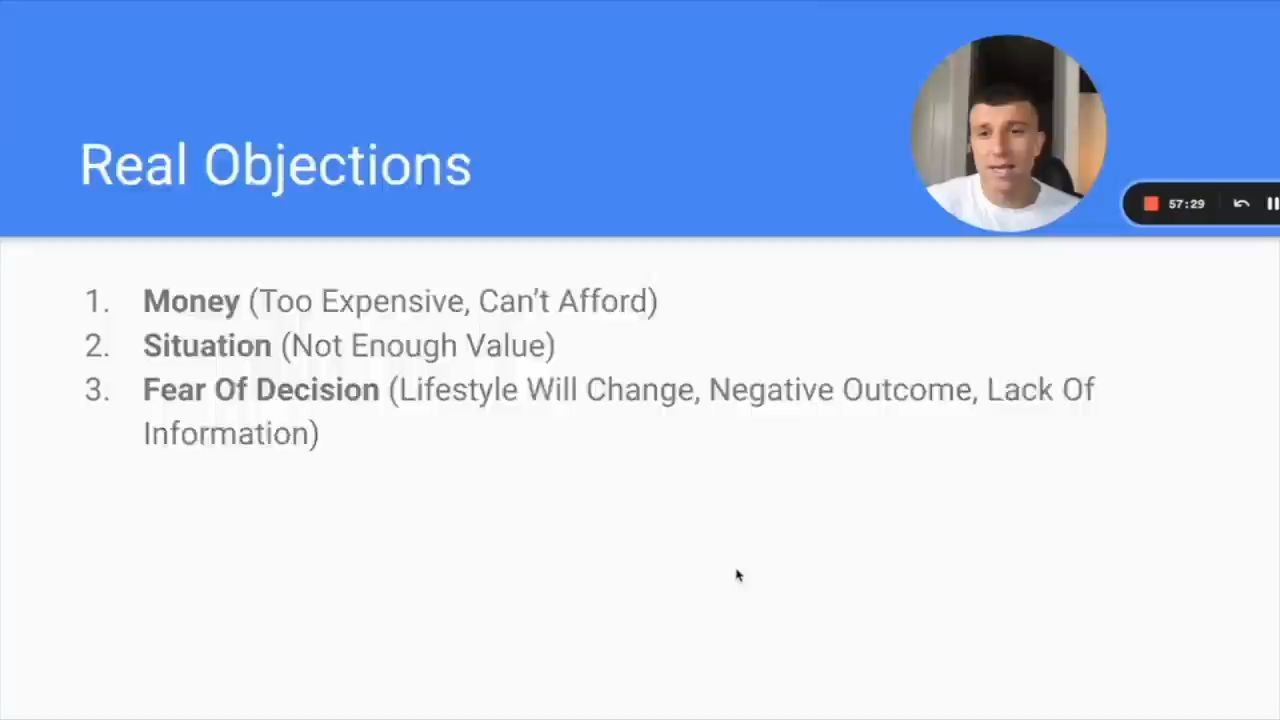 Real Objections
57:29
1. Money (Too Expensive, Can't Afford)
2. Situation (Not Enough Value)
3. Fear Of Decision (Lifestyle Will Change, Negative Outcome, Lack Of
Information)